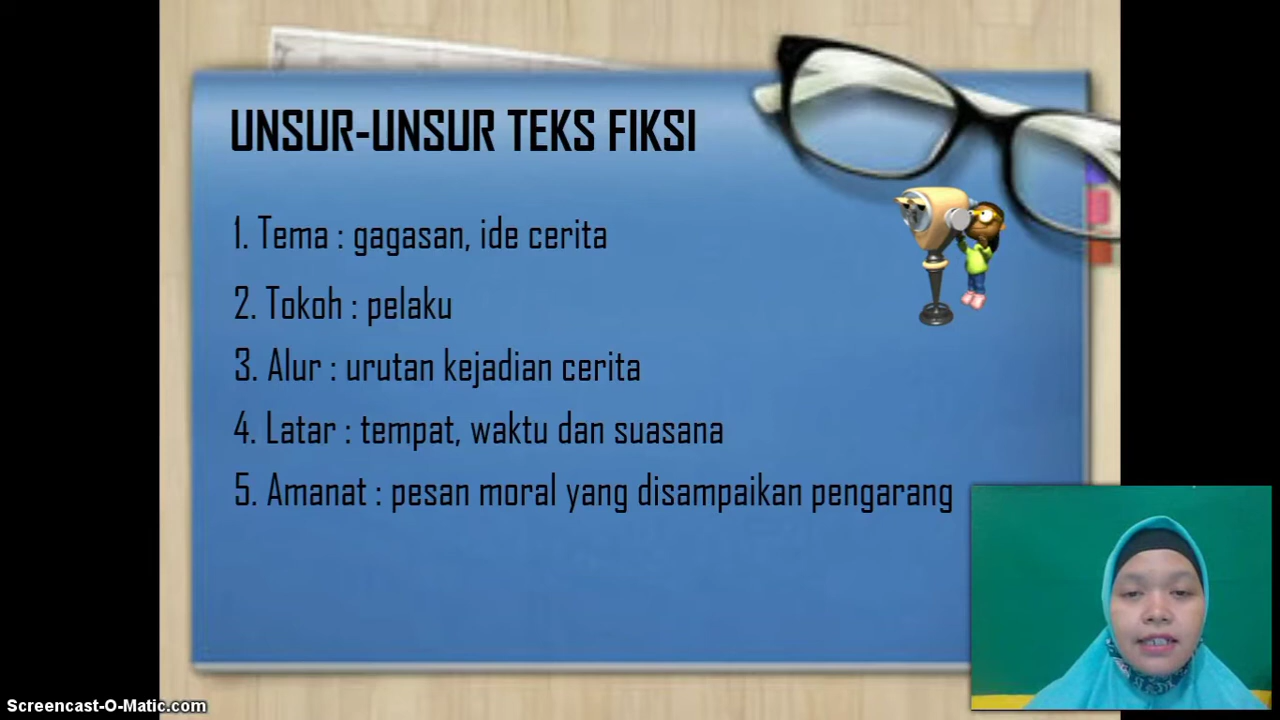 UNSUR-UNSUR TEKS FIKSI
1. Tema : gagasan, ide cerita
2. Tokoh : pelaku
3. Alur : urutan kejadian cerita
4. Latar : tempat, waktu dan suasana
5. Amanat : pesan moral yang disampaikan pengarang
Screencast-O-Matic.com